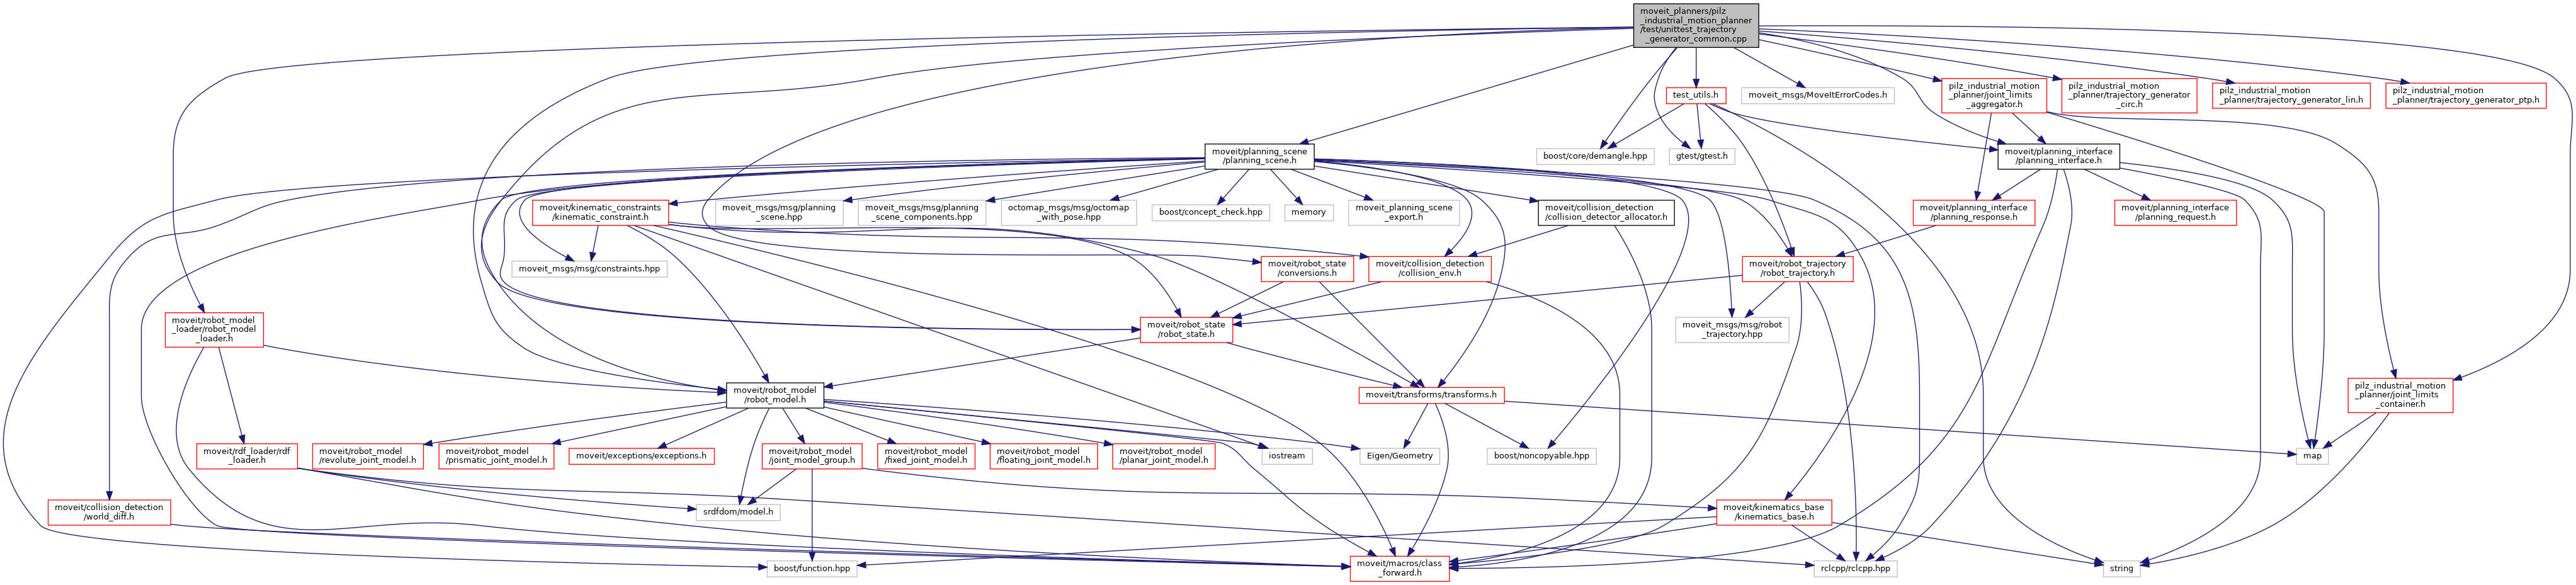 moveit_planners/pilz
_industrial_motion_planner
/test/unittest_trajectory
_generator_common.cpp
test_utils.h
moveit_msgs/MoveItErrorCodes.h
pilz_industrial_motion
_planner/joint_limits
_aggregator.h
pilz_industrial_motion
_planner/trajectory_generator
_circ.h
pilz_industrial_motion
_planner/trajectory_generator_lin.h
pilz_industrial_motion
_planner/trajectory_generator_ptp.h
moveit/planning_scene
/planning_scene.h
boost/core/demangle.hpp
gtest/gtest.h
moveit/planning_interface
/planning_interface.h
moveit/kinematic_constraints
/kinematic_constraint.h
moveit_msgs/msg/planning
_scene.hpp
moveit_msgs/msg/planning
_scene_components.hpp
octomap_msgs/msg/octomap
_with_pose.hpp
boost/concept_check.hpp
memory
moveit_planning_scene
_export.h
moveit/collision_detection
/collision_detector_allocator.h
moveit/planning_interface
/planning_response.h
moveit/planning_interface
/planning_request.h
moveit_msgs/msg/constraints.hpp
moveit/robot_state
/conversions.h
moveit/collision_detection
/collision_env.h
moveit/robot_trajectory
/robot_trajectory.h
moveit/robot_model
_loader/robot_model
_loader.h
moveit/robot_state
/robot_state.h
moveit_msgs/msg/robot
_trajectory.hpp
moveit/robot_model
/robot_model.h
moveit/transforms/transforms.h
pilz_industrial_motion
_planner/joint_limits
_container.h
moveit/rdf_loader/rdf
_loader.h
moveit/robot_model
/revolute_joint_model.h
moveit/robot_model
/prismatic_joint_model.h
moveit/exceptions/exceptions.h
moveit/robot_model
/joint_model_group.h
moveit/robot_model
/fixed_joint_model.h
moveit/robot_model
/floating_joint_model.h
moveit/robot_model
/planar_joint_model.h
iostream
Eigen/Geometry
boost/noncopyable.hpp
map
moveit/collision_detection
/world_diff.h
srdfdom/model.h
moveit/kinematics_base
/kinematics_base.h
boost/function.hpp
moveit/macros/class
_forward.h
rclcpp/rclcpp.hpp
string